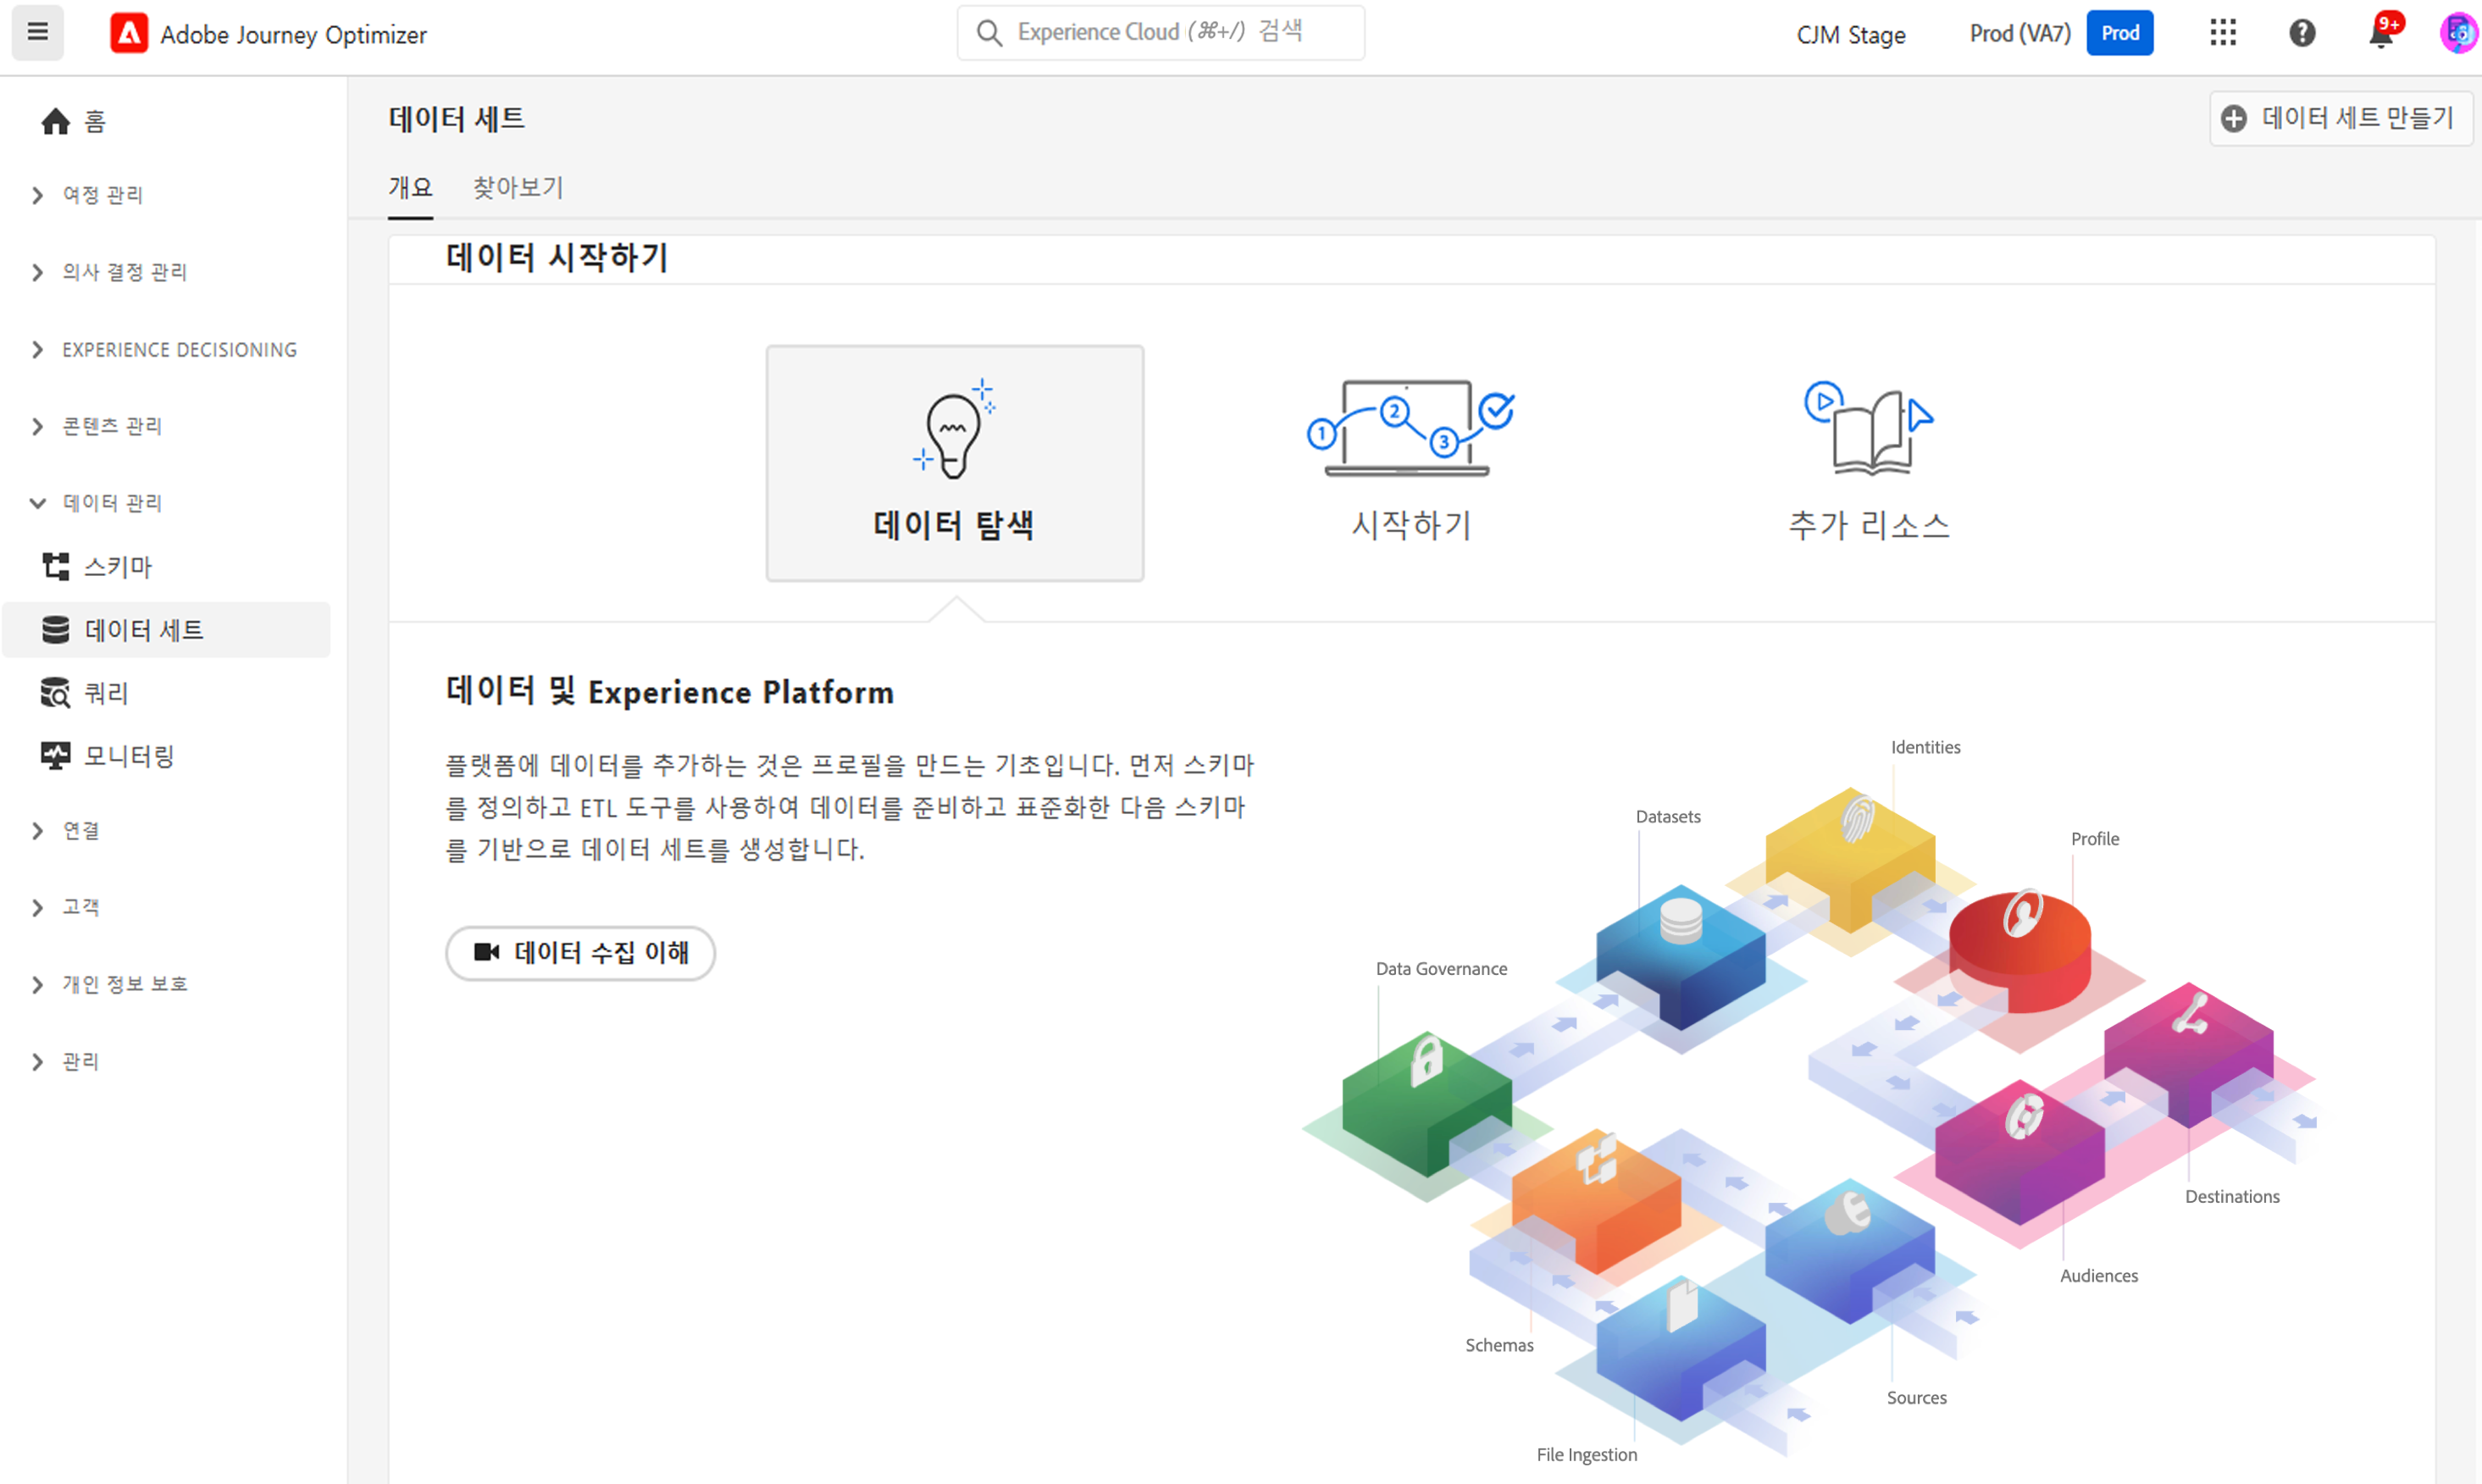 Adobe Journey Optimizer
Experience Cloud (⌘+/) 검색
CJM Stage
Prod (VA7)
Prod
9+
홈
여정 관리
의사 결정 관리
EXPERIENCE DECISIONING
콘텐츠 관리
데이터 관리
스키마
데이터 세트
쿼리
모니터링
연결
고객
개인 정보 보호
관리
데이터 세트
데이터 세트 만들기
개요 찾아보기
데이터 시작하기
1 2 3
데이터 탐색
시작하기
추가 리소스
데이터 및 Experience Platform
플랫폼에 데이터를 추가하는 것은 프로필을 만드는 기초입니다. 먼저 스키마
를 정의하고 ETL 도구를 사용하여 데이터를 준비하고 표준화한 다음 스키마
를 기반으로 데이터 세트를 생성합니다.
데이터 수집 이해
Identities
Datasets
Profile
Data Governance
Destinations
Audiences
Schemas
Sources
File Ingestion